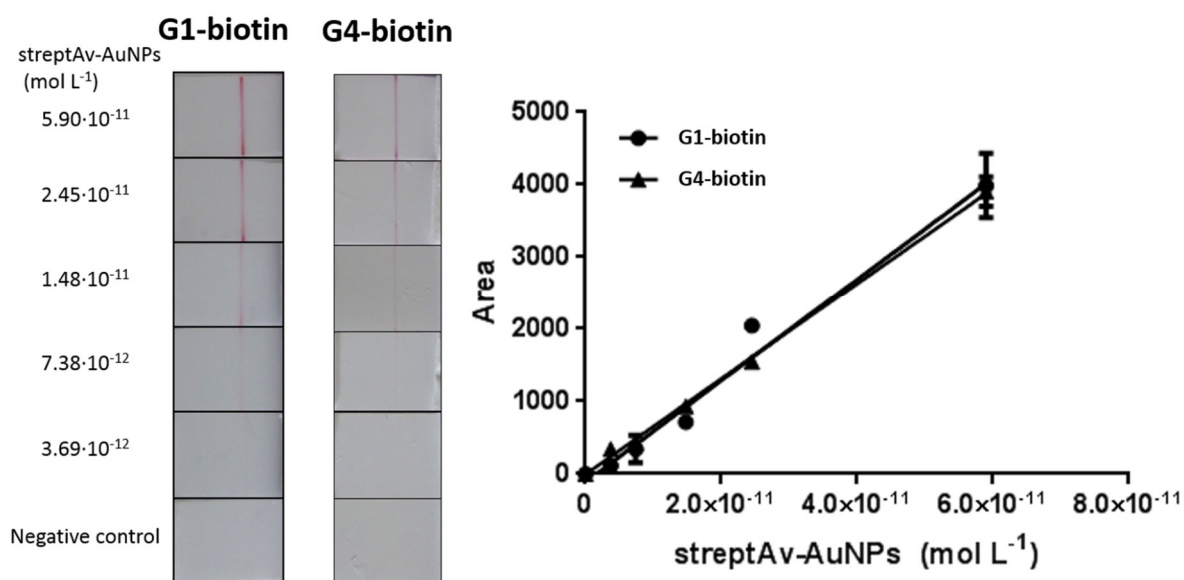 G1-biotin G4-biotin
streptAv-AuNPs
(mol L⁻¹)
5.90·10⁻¹¹
2.45·10⁻¹¹
1.48·10⁻¹¹
7.38·10⁻¹²
3.69·10⁻¹²
Negative control
5000
4000
3000
2000
1000
0
Area
G1-biotin
G4-biotin
0 2.0×10⁻¹¹ 4.0×10⁻¹¹ 6.0×10⁻¹¹ 8.0×10⁻¹¹
streptAv-AuNPs (mol L⁻¹)